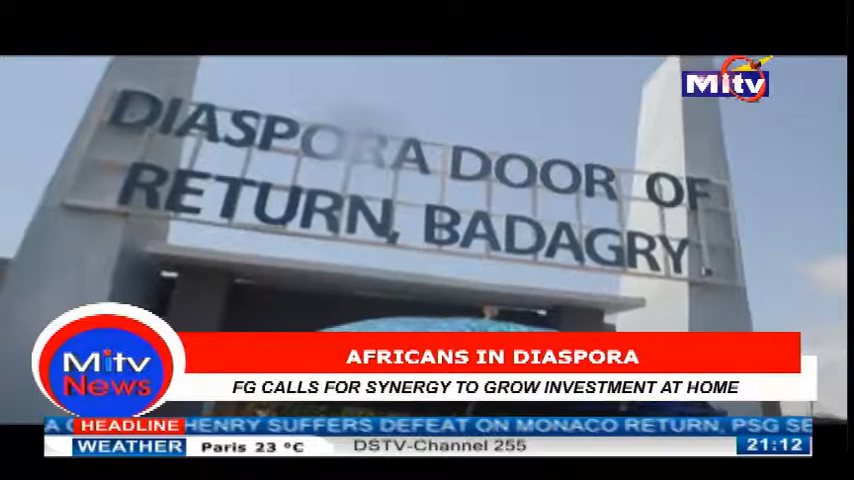 Mitv
DIASPORA DOOR OF
RETURN, BADAGRY
Mitv
NEWS
AFRICANS IN DIASPORA
FG CALLS FOR SYNERGY TO GROW INVESTMENT AT HOME
HEADLINE
HENRY SUFFERS DEFEAT ON MONACO RETURN, PSG SE
WEATHER
Paris 23 °C
DSTV-Channel 255
21:12